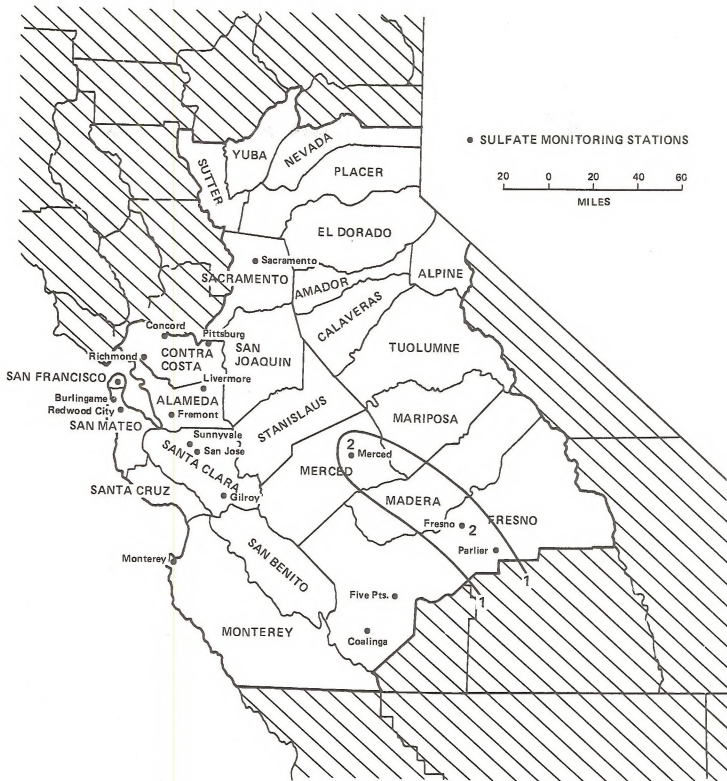 SULFATE MONITORING STATIONS
20 0 20 40 60
MILES
YUBA
NEVADA
SUTTER
PLACER
EL DORADO
Sacramento
SACRAMENTO
AMADOR
ALPINE
CALAVERAS
Concord
Pittsburg
Richmond
CONTRA
COSTA
SAN
JOAQUIN
TUOLUMNE
SAN FRANCISCO
Livermore
Burlingame
ALAMEDA
Redwood City
Fremont
STANISLAUS
MARIPOSA
SAN MATEO
Sunnyvale
San Jose
2
Merced
MERCED
SANTA CLARA
SANTA CRUZ
Gilroy
MADERA
Fresno
2
FRESNO
Monterey
SAN BENITO
Parlier
1
Five Pts.
1
MONTEREY
Coalinga